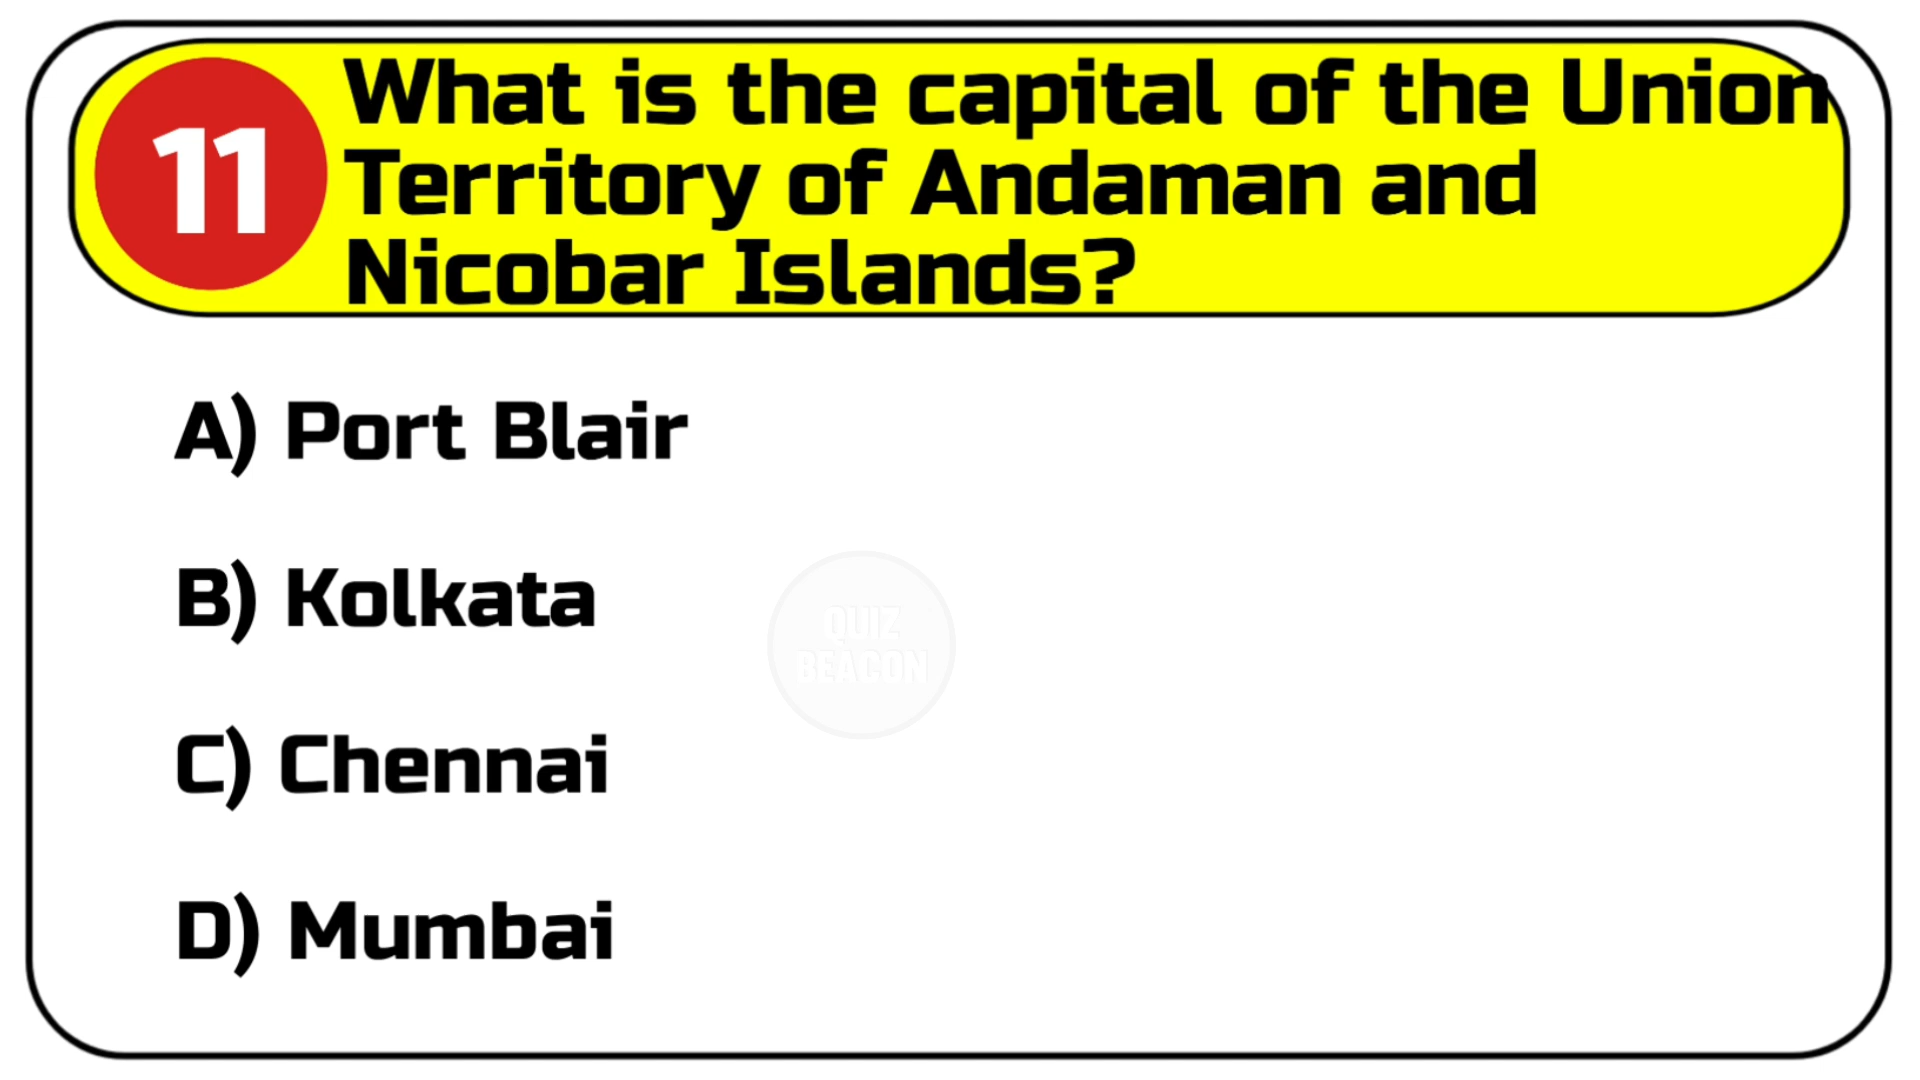 11
What is the capital of the Union
Territory of Andaman and
Nicobar Islands?
A) Port Blair
B) Kolkata
QUIZ
BEACON
C) Chennai
D) Mumbai